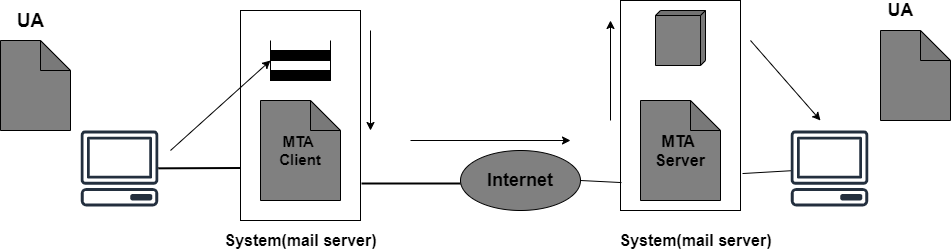 UA
UA
MTA
Client
MTA
Server
Internet
System(mail server)
System(mail server)